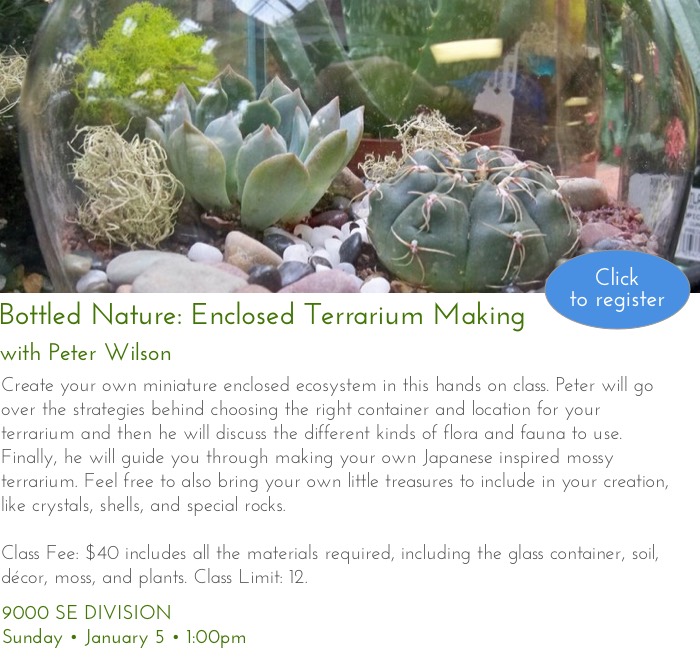 Click
to register
Bottled Nature: Enclosed Terrarium Making
with Peter Wilson
Create your own miniature enclosed ecosystem in this hands on class. Peter will go
over the strategies behind choosing the right container and location for your
terrarium and then he will discuss the different kinds of flora and fauna to use.
Finally, he will guide you through making your own Japanese inspired mossy
terrarium. Feel free to also bring your own little treasures to include in your creation,
like crystals, shells, and special rocks.
Class Fee: $40 includes all the materials required, including the glass container, soil,
décor, moss, and plants. Class Limit: 12.
9000 SE DIVISION
Sunday • January 5 • 1:00pm